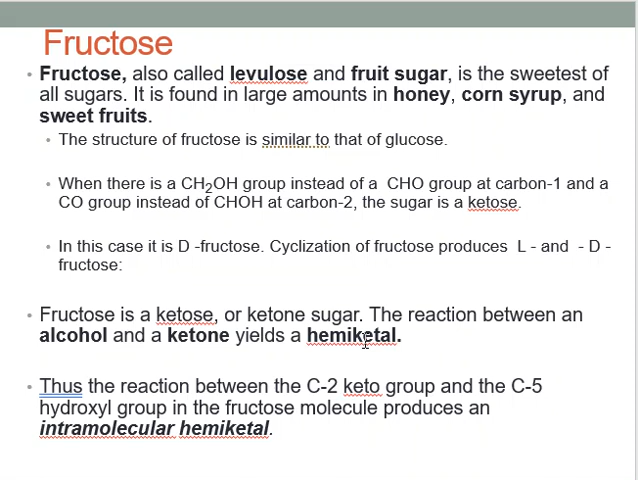 Fructose
• Fructose, also called levulose and fruit sugar, is the sweetest of
all sugars. It is found in large amounts in honey, corn syrup, and
sweet fruits.
• The structure of fructose is similar to that of glucose.
• When there is a CH₂OH group instead of a  CHO group at carbon-1 and a
CO group instead of CHOH at carbon-2, the sugar is a ketose.
• In this case it is D -fructose. Cyclization of fructose produces  L - and  - D -
fructose:
• Fructose is a ketose, or ketone sugar. The reaction between an
alcohol and a ketone yields a hemiketal.
• Thus the reaction between the C-2 keto group and the C-5
hydroxyl group in the fructose molecule produces an
intramolecular hemiketal.